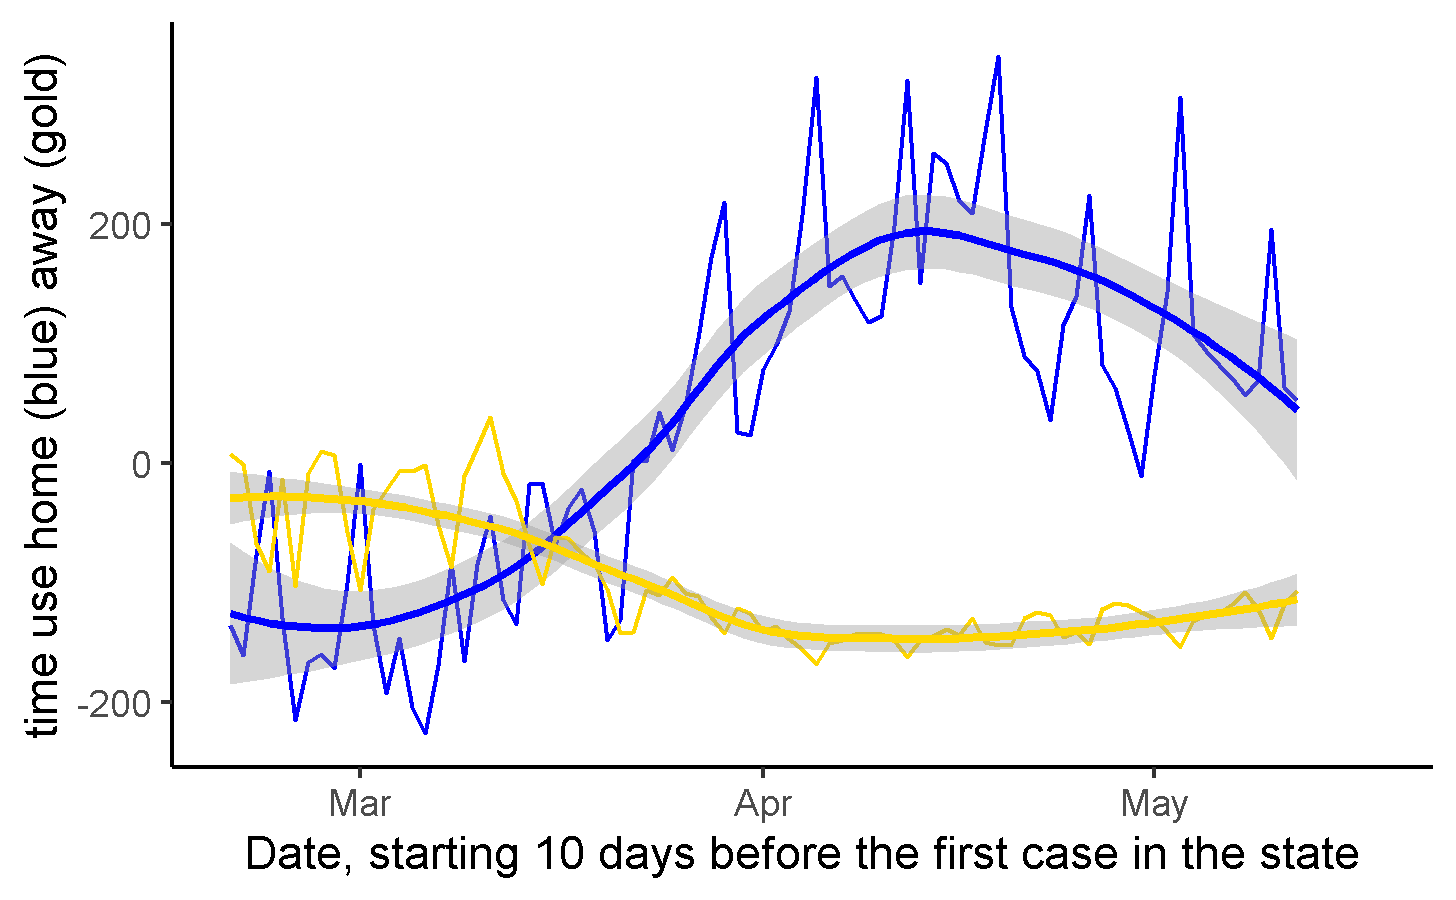 time use home (blue) away (gold)
200
0
-200
Mar Apr May
Date, starting 10 days before the first case in the state